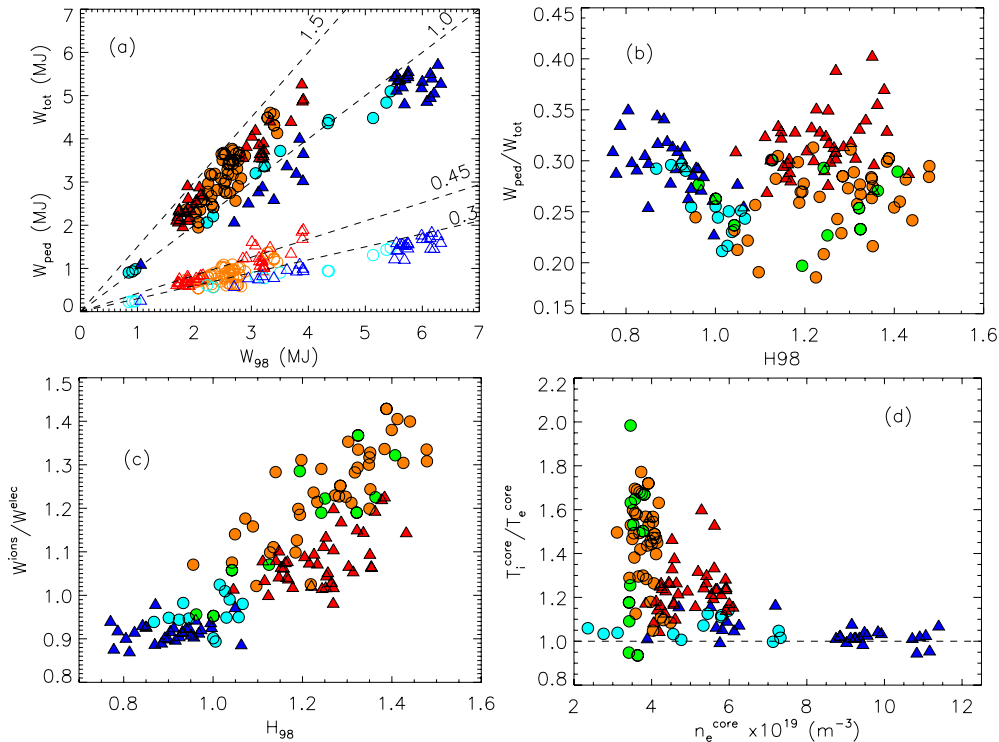 (a)
1.5
1.0
0.45
0.3
W_tot (MJ)
W_ped (MJ)
7
6
5
4
3
2
1
0
0 1 2 3 4 5 6 7
W_98 (MJ)
(b)
W_ped/W_tot
0.45
0.40
0.35
0.30
0.25
0.20
0.15
0.8 1.0 1.2 1.4 1.6
H98
(c)
W^ions/W^elec
1.5
1.4
1.3
1.2
1.1
1.0
0.9
0.8
0.8 1.0 1.2 1.4 1.6
H_98
(d)
T_i^core/T_e^core
2.2
2.0
1.8
1.6
1.4
1.2
1.0
0.8
2 4 6 8 10 12
n_e^core x10^19 (m^-3)